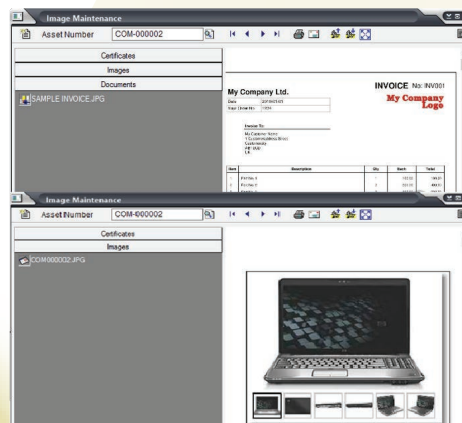 Image Maintenance
Asset Number COM-000002
Certificates
Images
Documents
SAMPLE INVOICE.JPG
INVOICE No: INV001
My Company Ltd.
My Company
Logo
Invoice To
Item Description Qty Each Total
Image Maintenance
Asset Number COM-000002
Certificates
Images
COM000002.JPG